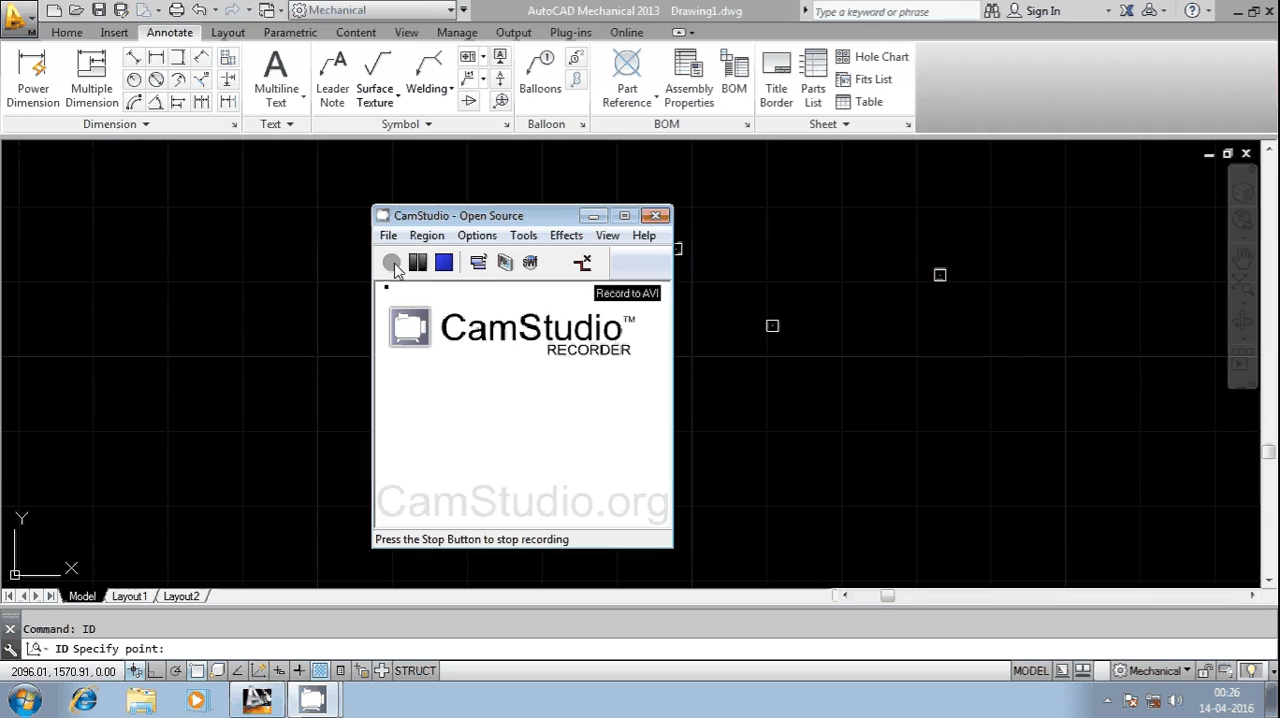 Mechanical
AutoCAD Mechanical 2013 Drawing1.dwg
Type a keyword or phrase
Sign In
Home Insert Annotate Layout Parametric Content View Manage Output Plug-ins Online
M
Power Dimension
Multiple Dimension
Multiline Text
Leader Note
Surface Texture
Welding
Balloons
Part Reference
Assembly Properties
BOM
Title Border
Parts List
Hole Chart
Fits List
Table
Dimension Text Symbol Balloon BOM Sheet
CamStudio - Open Source
File Region Options Tools Effects View Help
Record to AVI
CamStudio™
RECORDER
CamStudio.org
Press the Stop Button to stop recording
Y
X
Model Layout1 Layout2
Command: ID
ID Specify point:
2096.01, 1570.91, 0.00 STRUCT MODEL Mechanical
00:26
14-04-2016